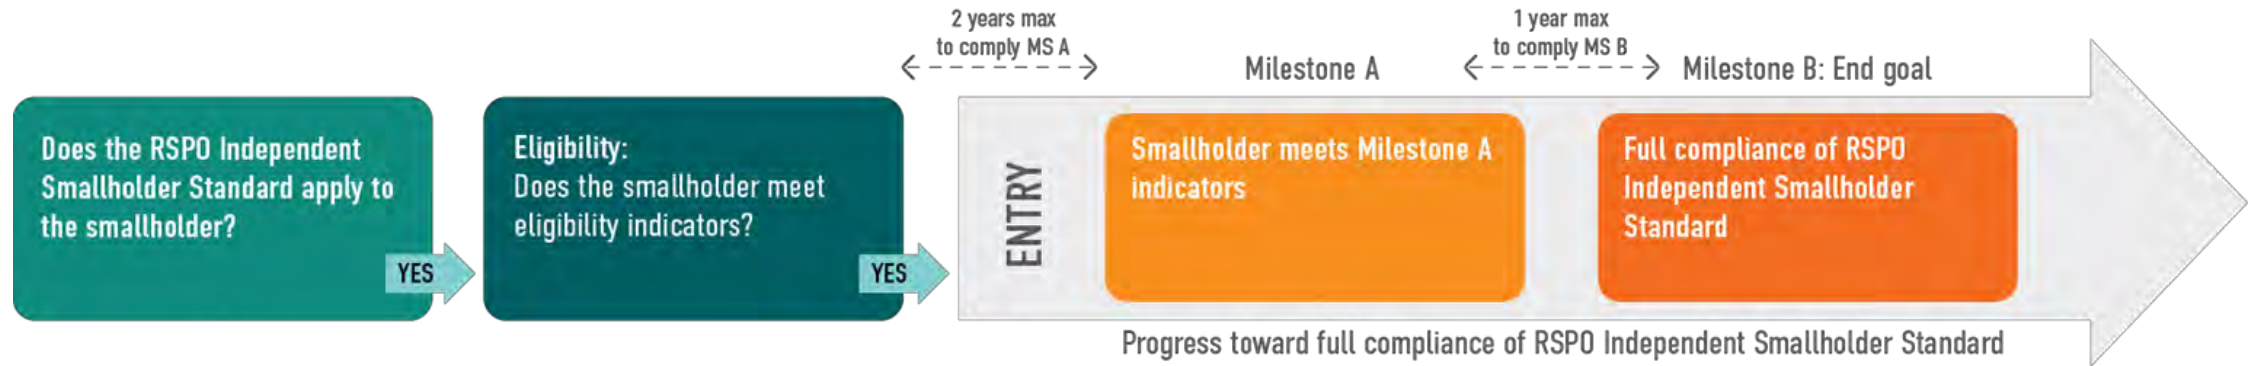 Does the RSPO Independent
Smallholder Standard apply to
the smallholder?
YES
Eligibility:
Does the smallholder meet
eligibility indicators?
YES
2 years max
to comply MS A
ENTRY
Milestone A
Smallholder meets Milestone A
indicators
1 year max
to comply MS B
Milestone B: End goal
Full compliance of RSPO
Independent Smallholder
Standard
Progress toward full compliance of RSPO Independent Smallholder Standard